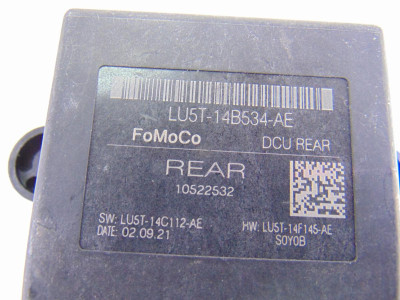 LU5T-14B534-AE
FoMoCo DCU REAR
REAR
10522532
SW: LU5T-14C112-AE HW: LU5T-14F145-AE
DATE: 02.09.21 S0Y0B